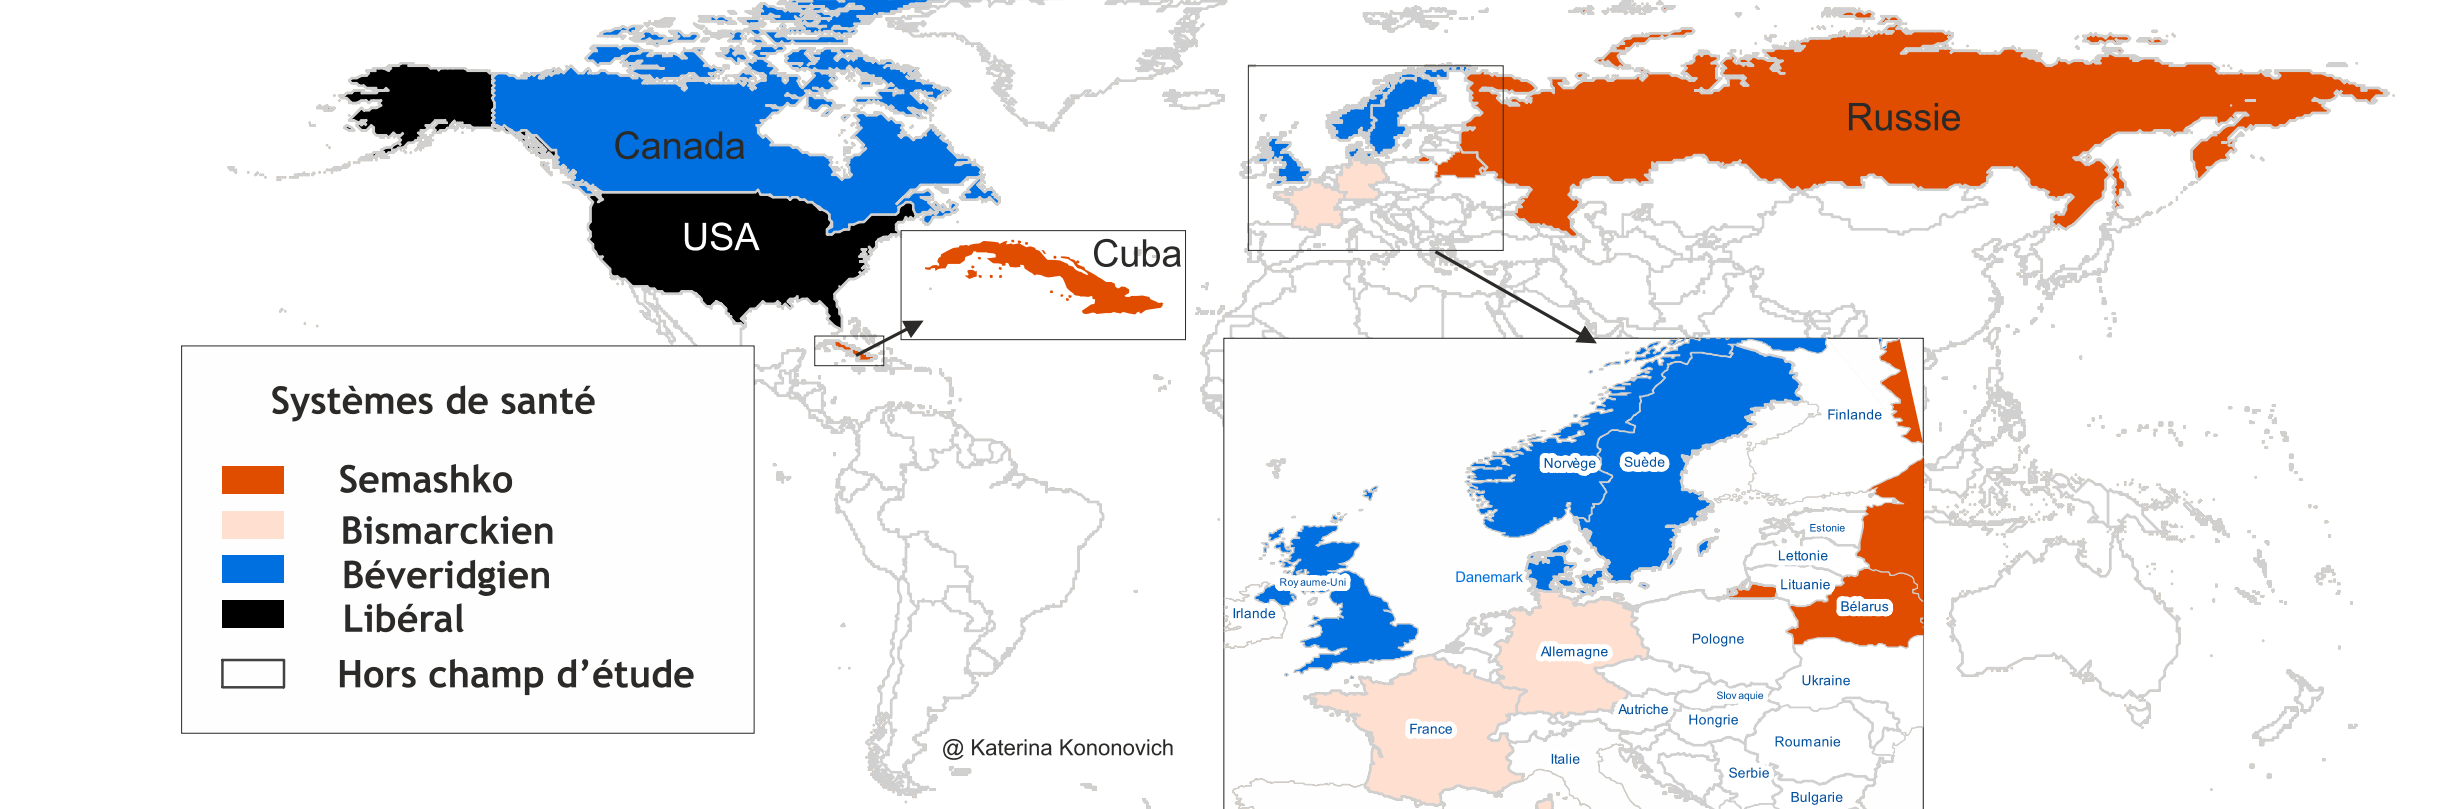 Canada
USA
Cuba
Russie
Systèmes de santé
Semashko
Bismarckien
Béveridgien
Libéral
Hors champ d’étude
@ Katerina Kononovich
Finlande
Norvège
Suède
Estonie
Lettonie
Danemark
Royaume-Uni
Lituanie
Irlande
Bélarus
Pologne
Allemagne
Ukraine
Slovaquie
Autriche
Hongrie
France
Roumanie
Italie
Serbie
Bulgarie